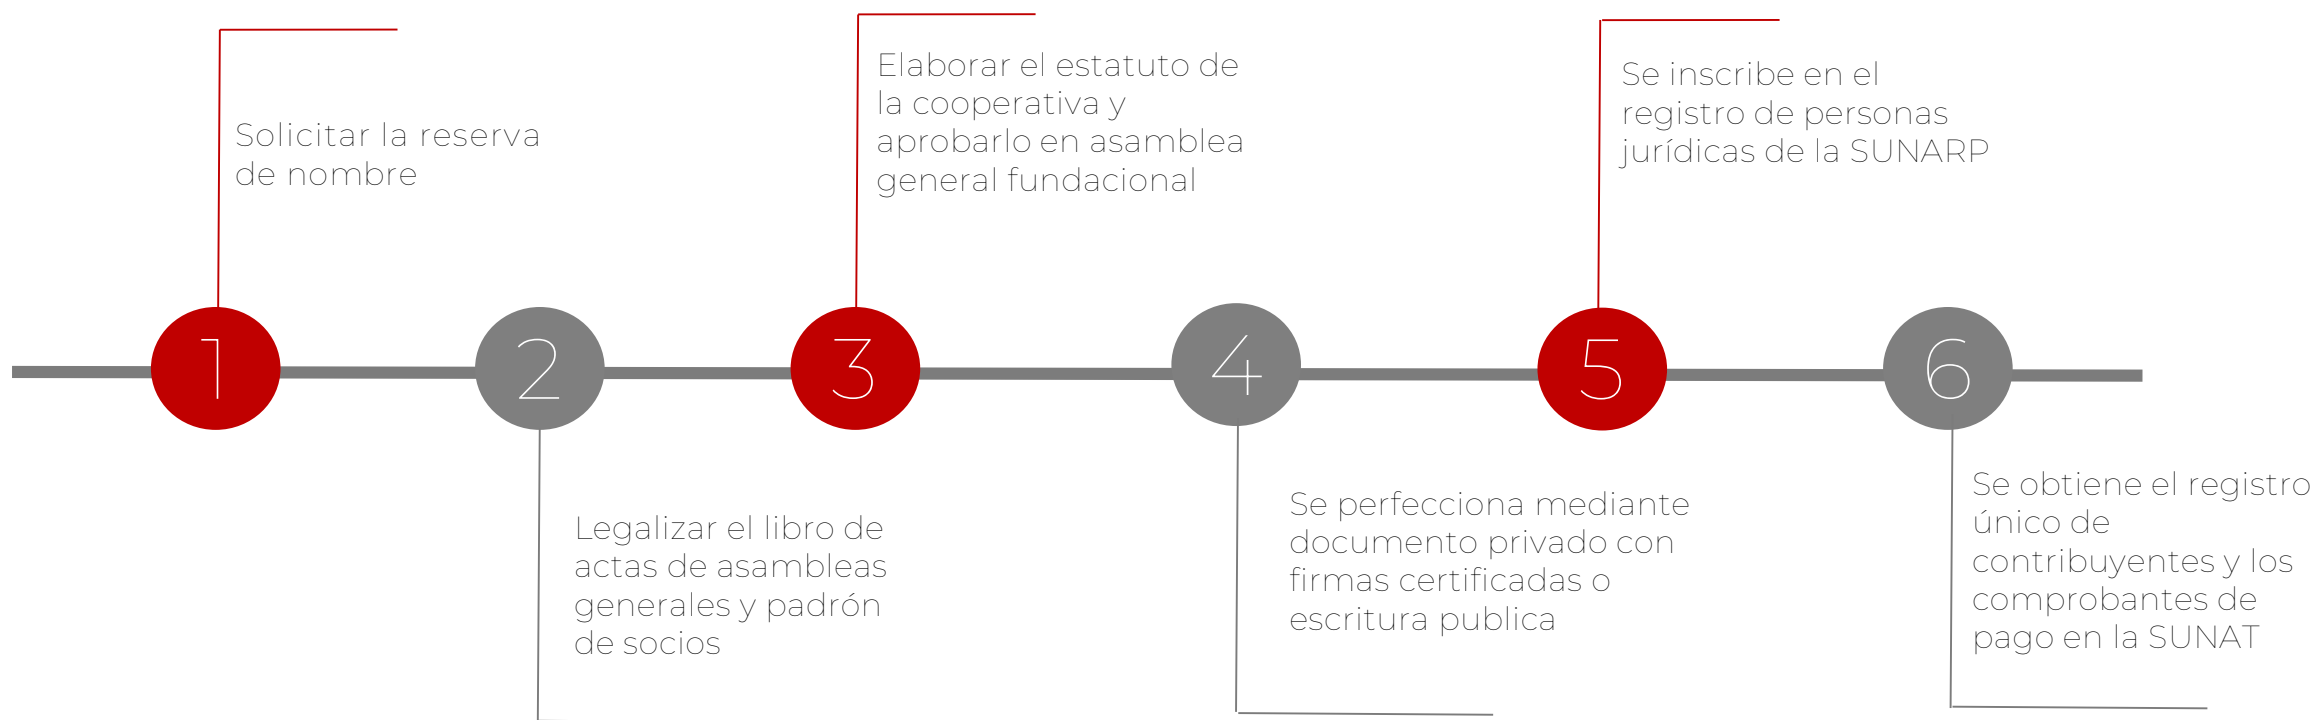 1
Solicitar la reserva
de nombre
2
Legalizar el libro de
actas de asambleas
generales y padrón
de socios
3
Elaborar el estatuto de
la cooperativa y
aprobarlo en asamblea
general fundacional
4
Se perfecciona mediante
documento privado con
firmas certificadas o
escritura publica
5
Se inscribe en el
registro de personas
jurídicas de la SUNARP
6
Se obtiene el registro
único de
contribuyentes y los
comprobantes de
pago en la SUNAT